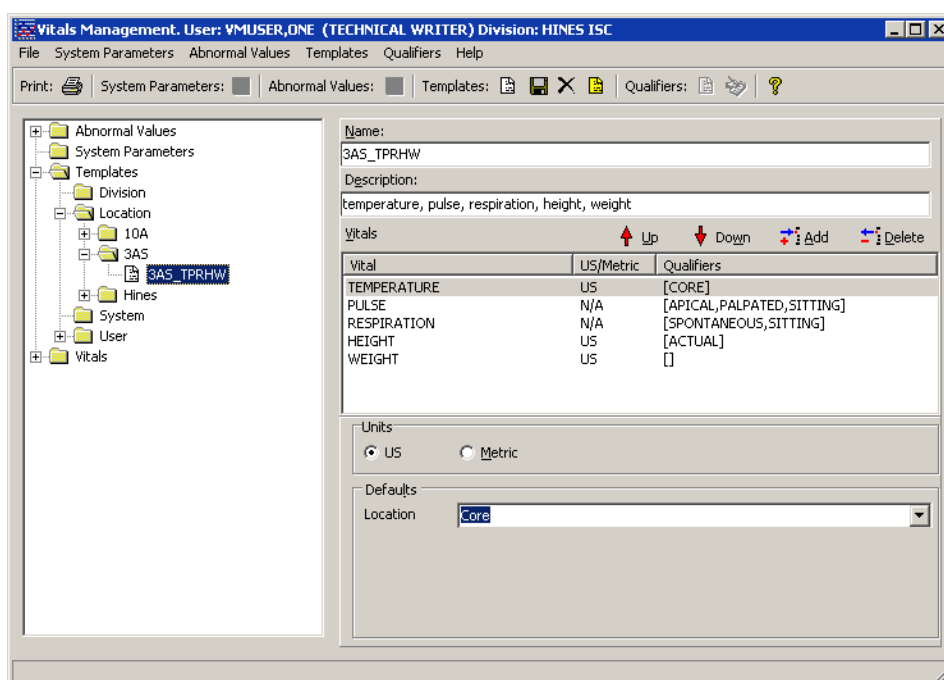 Vitals Management. User: VMUSER,ONE (TECHNICAL WRITER) Division: HINES ISC
File System Parameters Abnormal Values Templates Qualifiers Help
Print: System Parameters: Abnormal Values: Templates: Qualifiers:
Abnormal Values
System Parameters
Templates
Division
Location
10A
3AS
3AS_TPRHW
Hines
System
User
Vitals
Name:
3AS_TPRHW
Description:
temperature, pulse, respiration, height, weight
Vitals Up Down Add Delete
Vital US/Metric Qualifiers
TEMPERATURE US [CORE]
PULSE N/A [APICAL,PALPATED,SITTING]
RESPIRATION N/A [SPONTANEOUS,SITTING]
HEIGHT US [ACTUAL]
WEIGHT US []
Units
US Metric
Defaults
Location Core